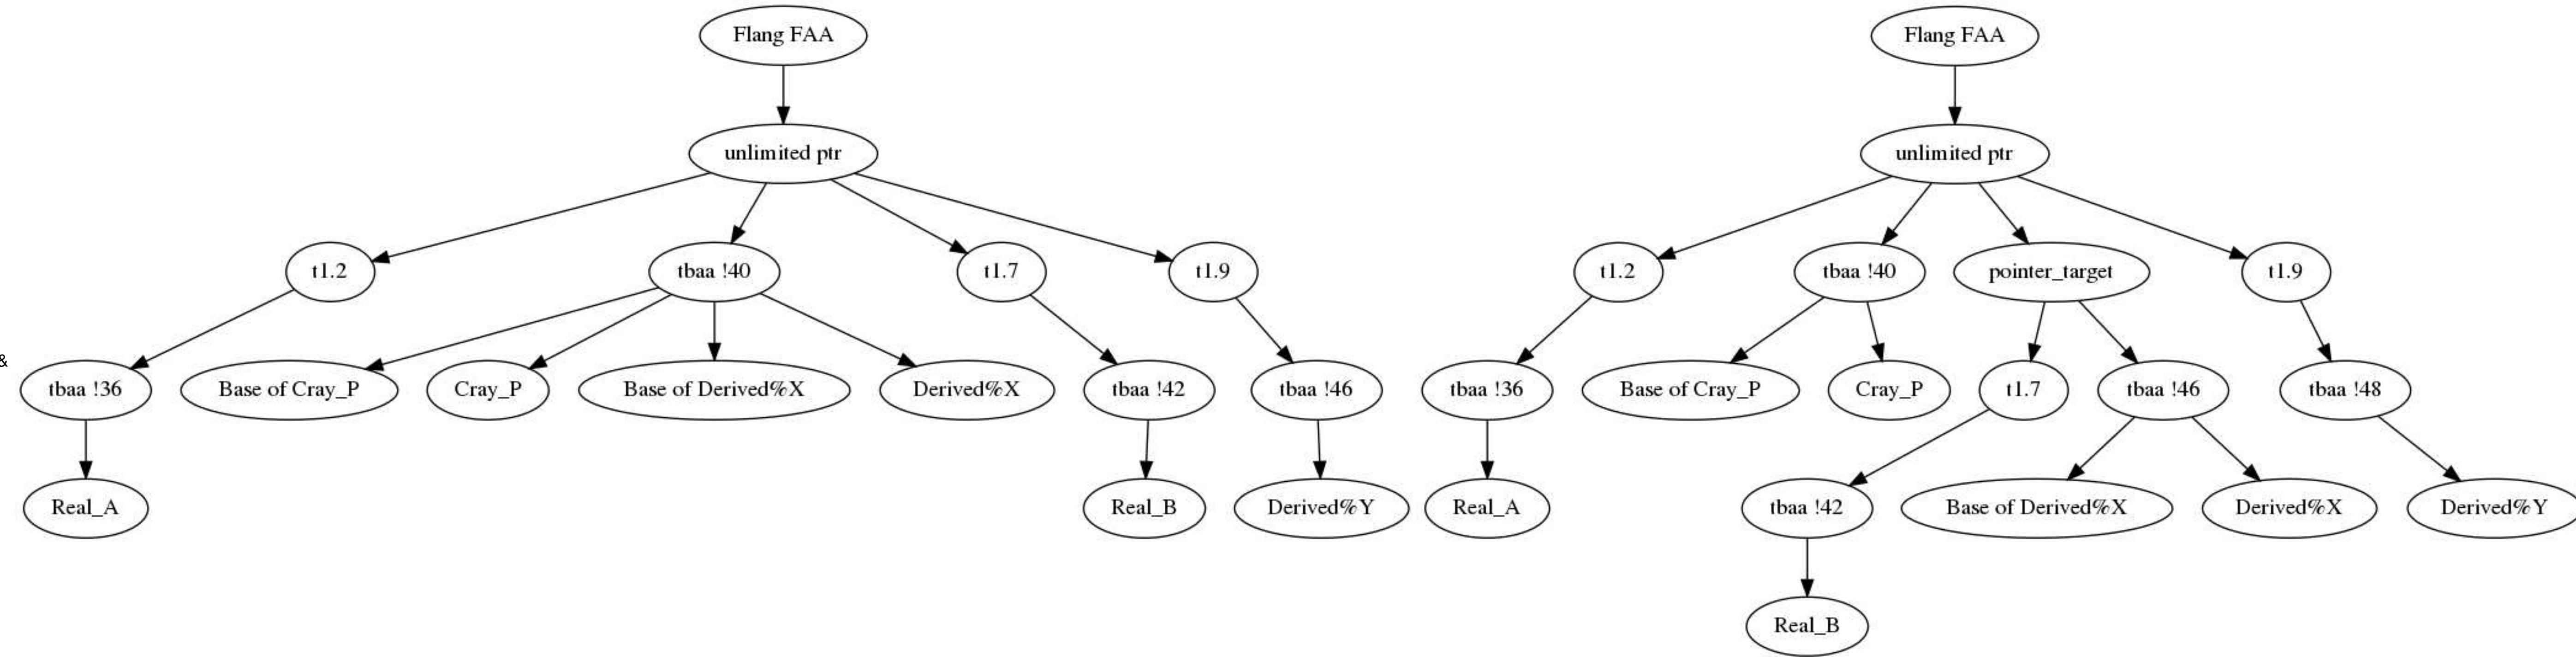 Flang FAA
unlimited ptr
t1.2
tbaa !40
t1.7
t1.9
&
tbaa !36
Base of Cray_P
Cray_P
Base of Derived%X
Derived%X
tbaa !42
tbaa !46
Real_A
Real_B
Derived%Y
Flang FAA
unlimited ptr
t1.2
tbaa !40
pointer_target
t1.9
tbaa !36
Base of Cray_P
Cray_P
t1.7
tbaa !46
tbaa !48
Real_A
tbaa !42
Base of Derived%X
Derived%X
Derived%Y
Real_B